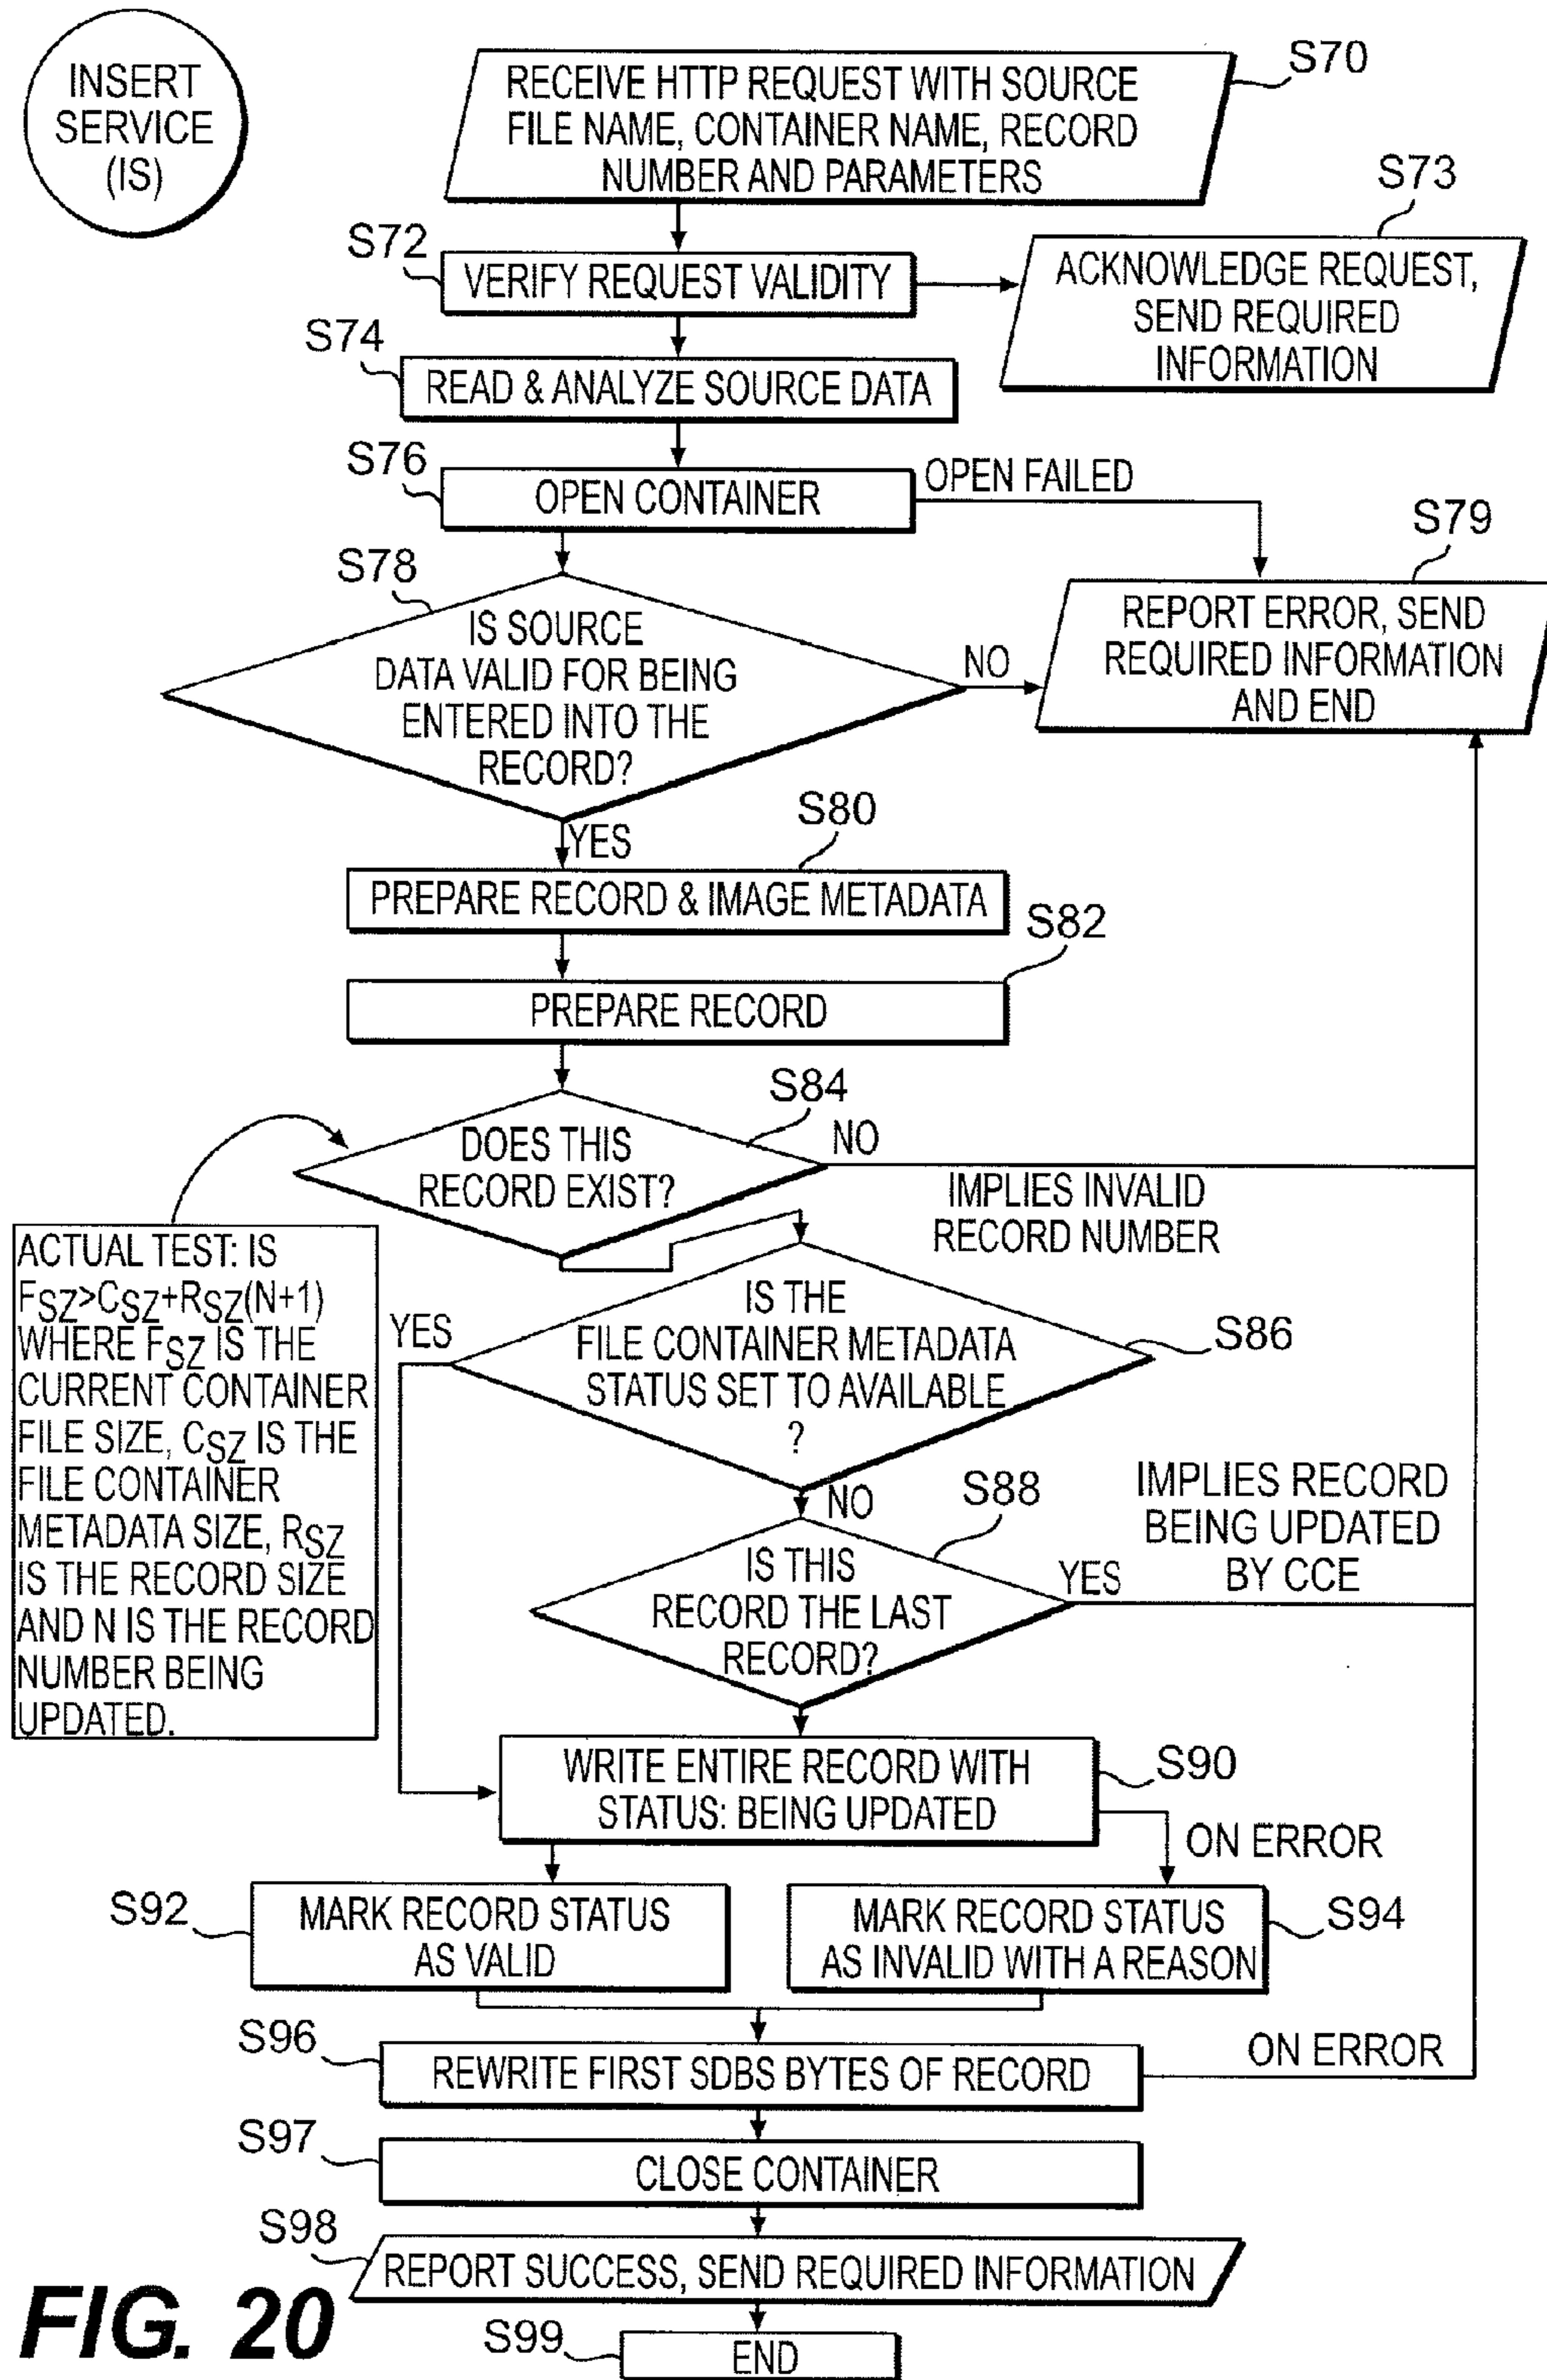 INSERT
SERVICE
(IS)
RECEIVE HTTP REQUEST WITH SOURCE
FILE NAME, CONTAINER NAME, RECORD
NUMBER AND PARAMETERS
S70
S72
VERIFY REQUEST VALIDITY
S73
ACKNOWLEDGE REQUEST,
SEND REQUIRED
INFORMATION
S74
READ & ANALYZE SOURCE DATA
S76
OPEN CONTAINER
OPEN FAILED
S78
IS SOURCE
DATA VALID FOR BEING
ENTERED INTO THE
RECORD?
NO
S79
REPORT ERROR, SEND
REQUIRED INFORMATION
AND END
YES
S80
PREPARE RECORD & IMAGE METADATA
S82
PREPARE RECORD
S84
DOES THIS
RECORD EXIST?
NO
IMPLIES INVALID
RECORD NUMBER
ACTUAL TEST: IS
FSZ>CSZ+RSZ(N+1)
WHERE FSZ IS THE
CURRENT CONTAINER
FILE SIZE, CSZ IS THE
FILE CONTAINER
METADATA SIZE, RSZ
IS THE RECORD SIZE
AND N IS THE RECORD
NUMBER BEING
UPDATED.
YES
IS THE
FILE CONTAINER METADATA
STATUS SET TO AVAILABLE
?
S86
NO
S88
IS THIS
RECORD THE LAST
RECORD?
YES
IMPLIES RECORD
BEING UPDATED
BY CCE
WRITE ENTIRE RECORD WITH
STATUS: BEING UPDATED
S90
ON ERROR
S92
MARK RECORD STATUS
AS VALID
MARK RECORD STATUS
AS INVALID WITH A REASON
S94
S96
REWRITE FIRST SDBS BYTES OF RECORD
ON ERROR
S97
CLOSE CONTAINER
S98
REPORT SUCCESS, SEND REQUIRED INFORMATION
S99
END
FIG. 20